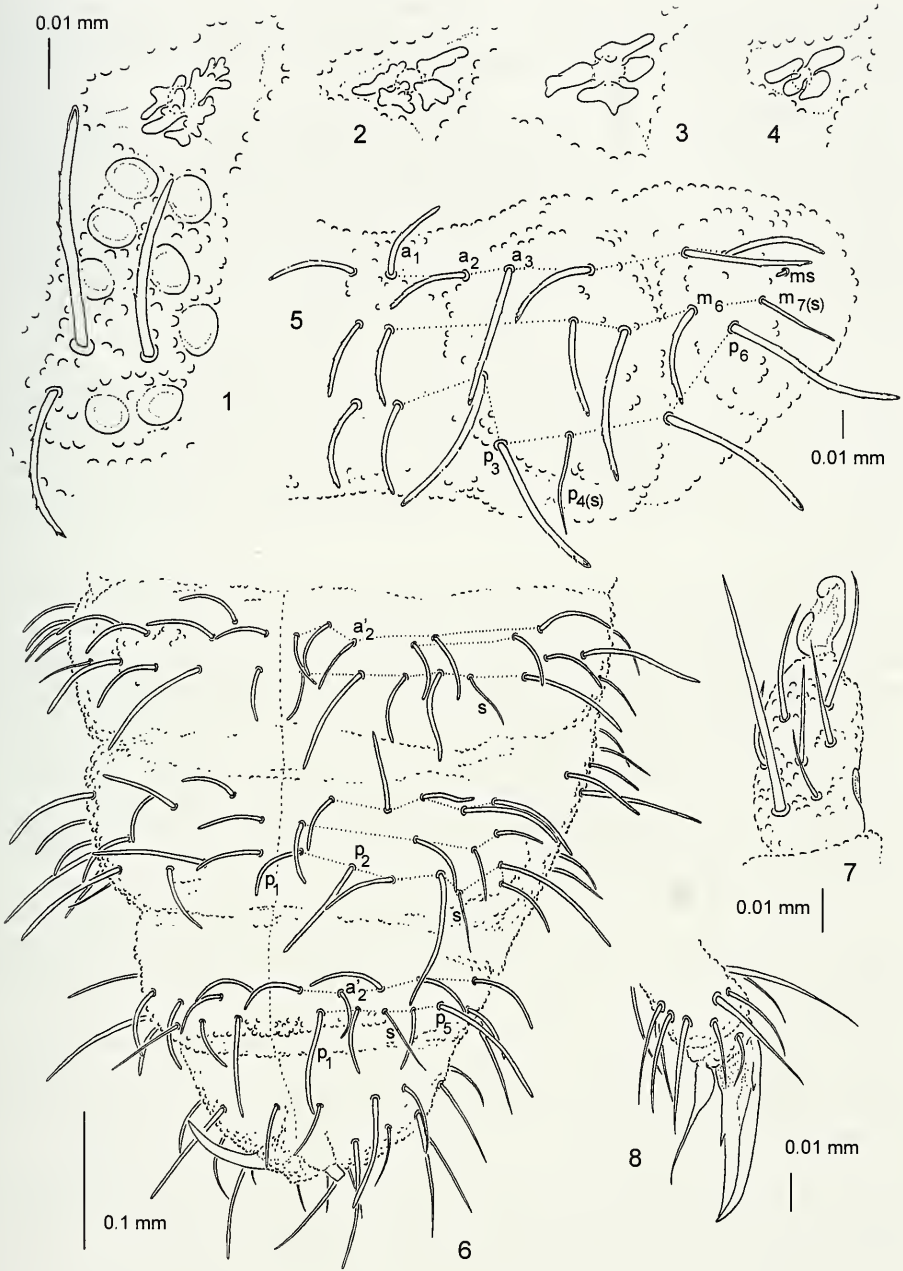 0.01 mm
1
2
3
4
5
a₁
a₂
a₃
ms
m₆
m₇(s)
p₆
p₃
p₄(s)
0.01 mm
a'₂
s
p₁
p₂
s
a'₂
p₁
s
p₅
0.1 mm
6
7
0.01 mm
8
0.01 mm